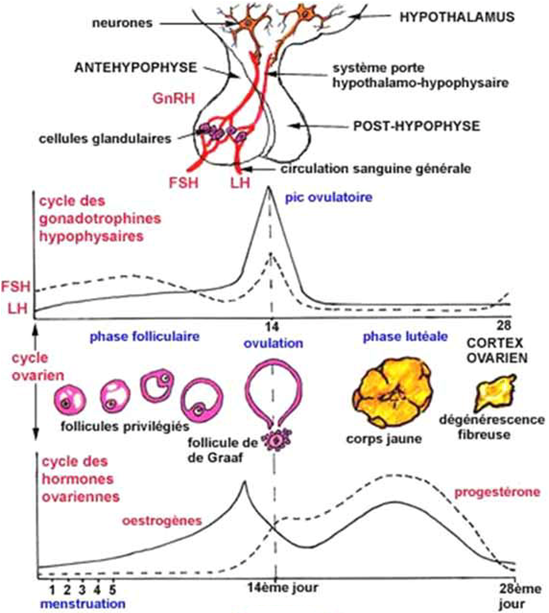 neurones
HYPOTHALAMUS
ANTEHYPOPHYSE
système porte
hypothalamo-hypophysaire
GnRH
cellules glandulaires
POST-HYPOPHYSE
circulation sanguine générale
FSH
LH
cycle des
gonadotrophines
hypophysaires
pic ovulatoire
FSH
LH
14
28
phase folliculaire
ovulation
phase lutéale
CORTEX
OVARIEN
cycle
ovarien
follicules privilégiés
follicule de
de Graaf
corps jaune
dégénérescence
fibreuse
cycle des
hormones
ovariennes
oestrogènes
progestérone
1 2 3 4 5
menstruation
14ème jour
28ème
jour